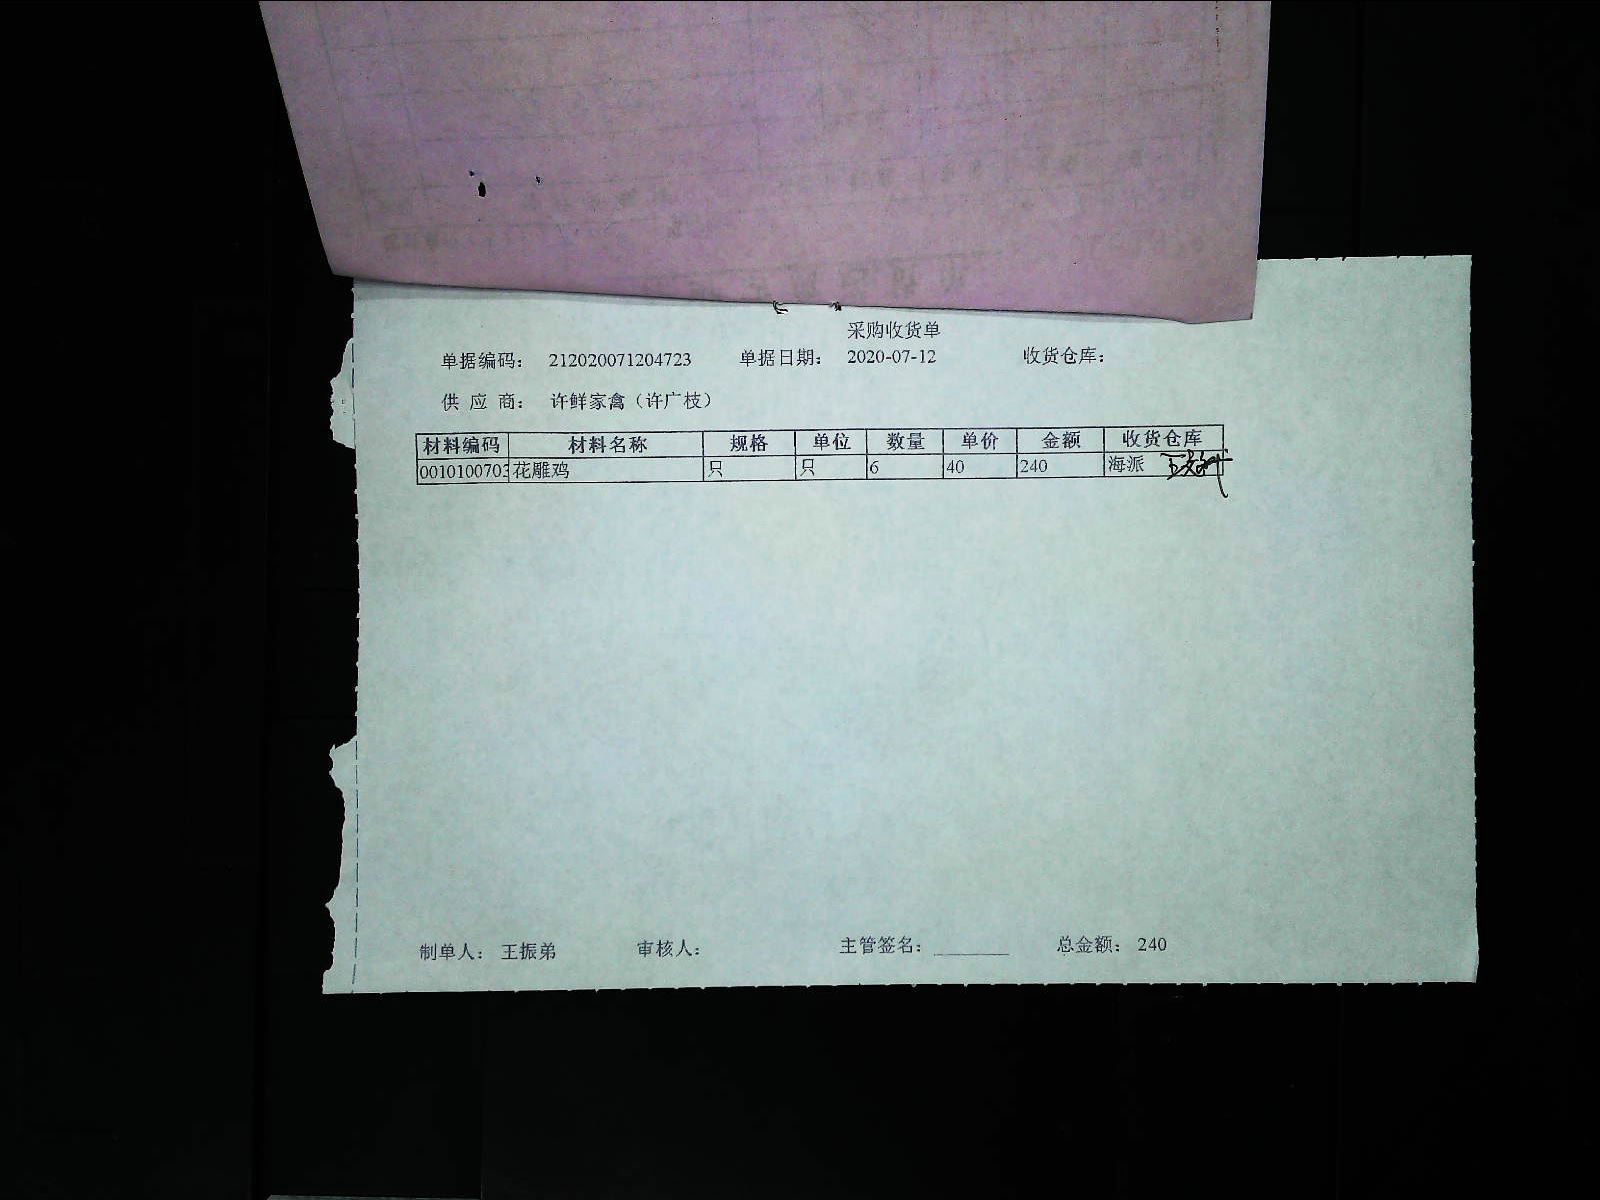 采购收货单
单据编码： 212020071204723 单据日期： 2020-07-12 收货仓库：
供 应 商： 许鲜家禽（许广枝）
材料编码 材料名称 规格 单位 数量 单价 金额 收货仓库
0010100703 花雕鸡 只 只 6 40 240 海派
制单人： 王振弟 审核人： 主管签名： ________ 总金额： 240